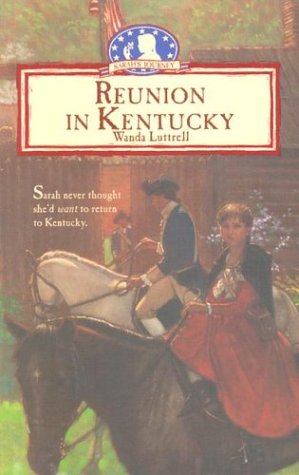 SARAH'S JOURNEY
REUNION
IN KENTUCKY
Wanda Luttrell
Sarah never thought
she'd want to return
to Kentucky.